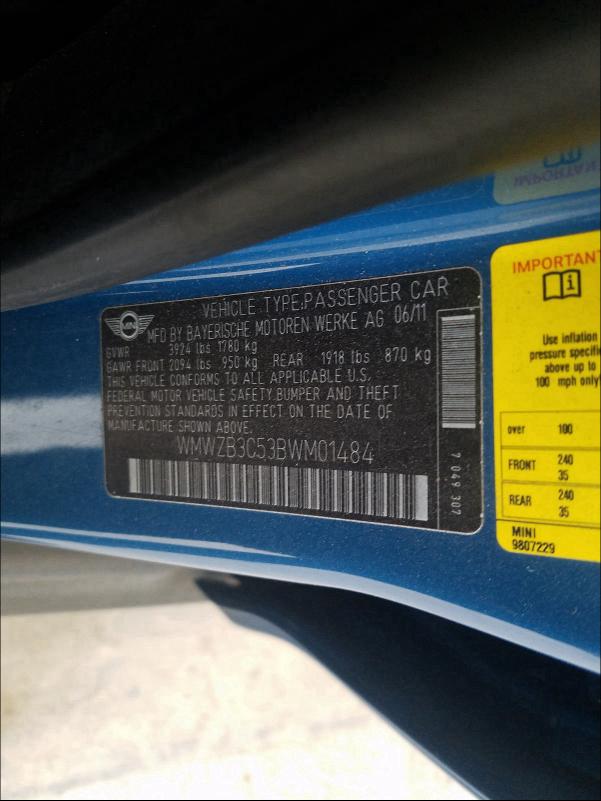 MINI
VEHICLE TYPE:PASSENGER CAR
MFD BY BAYERISCHE MOTOREN WERKE AG 06/11
GVWR 3924 lbs 1780 kg
GAWR FRONT 2094 lbs 950 kg REAR 1918 lbs 870 kg
THIS VEHICLE CONFORMS TO ALL APPLICABLE U.S.
FEDERAL MOTOR VEHICLE SAFETY,BUMPER AND THEFT
PREVENTION STANDARDS IN EFFECT ON THE DATE OF
MANUFACTURE SHOWN ABOVE.
WMWZB3C53BWM01484
7 049 307
IMPORTANT
Use inflation
pressure specifi
above up to
100 mph only
over 100
FRONT 240
35
REAR 240
35
MINI
9807229
IMPORTAN